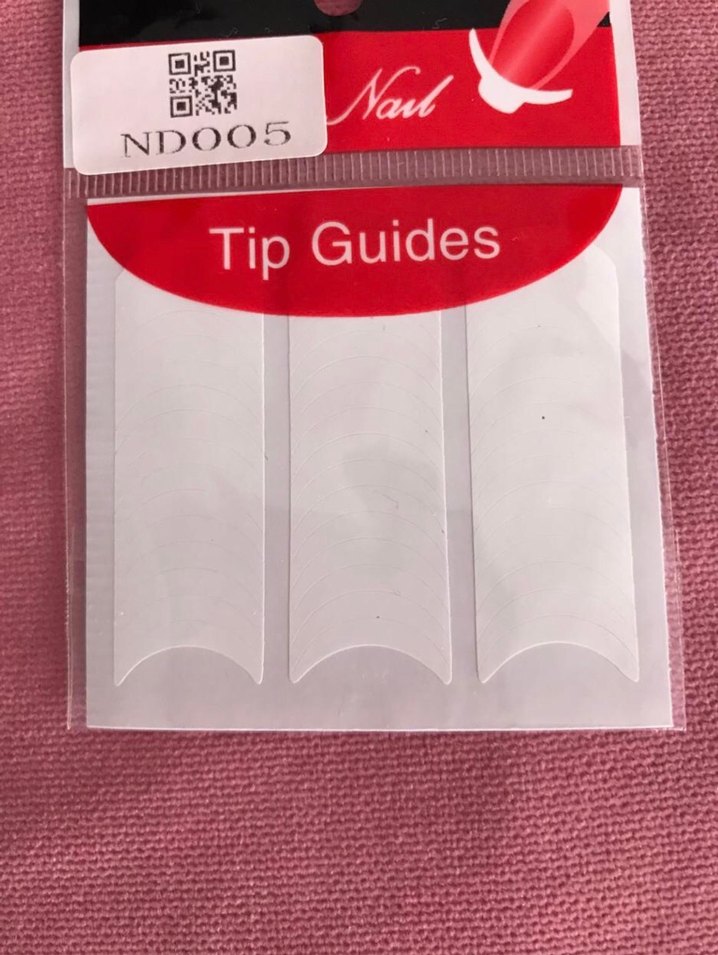 Nail
ND005
Tip Guides